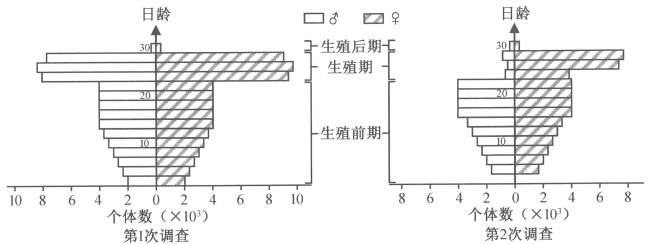 日龄
30
20
10
10 8 6 4 2 0 2 4 6 8 10
个体数（×10³）
第1次调查
♂ ♀
生殖后期
生殖期
生殖前期
日龄
30
20
10
8 6 4 2 0 2 4 6 8
个体数（×10³）
第2次调查